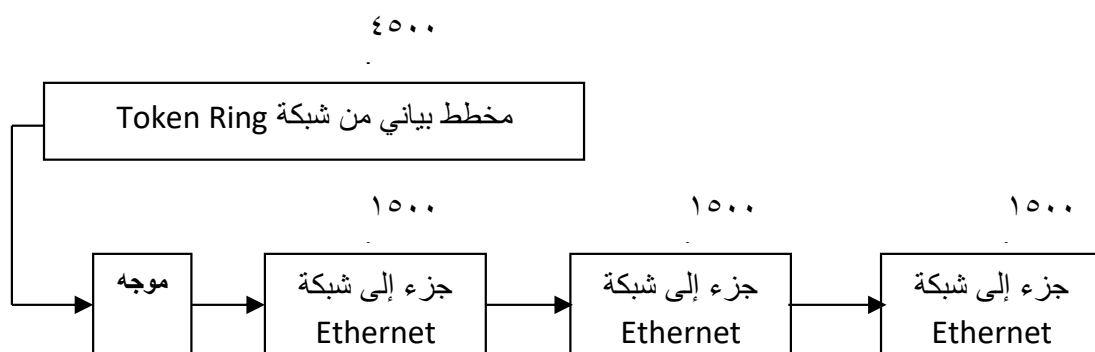 ٤٥٠٠
مخطط بياني من شبكة Token Ring
١٥٠٠ ١٥٠٠ ١٥٠٠
موجه
جزء إلى شبكة
Ethernet
جزء إلى شبكة
Ethernet
جزء إلى شبكة
Ethernet